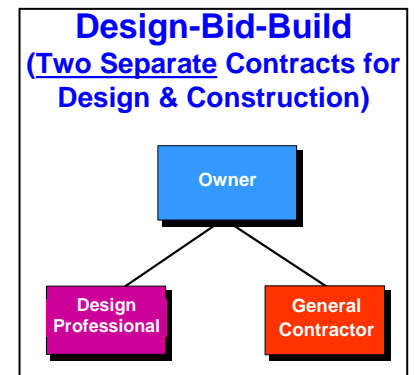 Design-Bid-Build
(Two Separate Contracts for
Design & Construction)
Owner
Design
Professional
General
Contractor